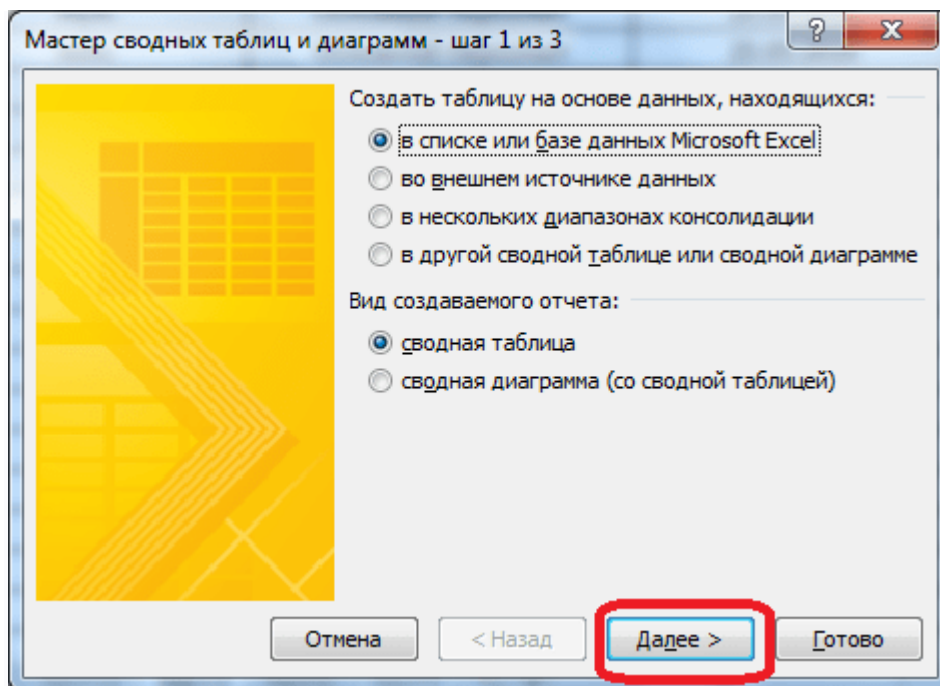 Мастер сводных таблиц и диаграмм - шаг 1 из 3
Создать таблицу на основе данных, находящихся:
в списке или базе данных Microsoft Excel
во внешнем источнике данных
в нескольких диапазонах консолидации
в другой сводной таблице или сводной диаграмме
Вид создаваемого отчета:
сводная таблица
сводная диаграмма (со сводной таблицей)
Отмена < Назад Далее > Готово